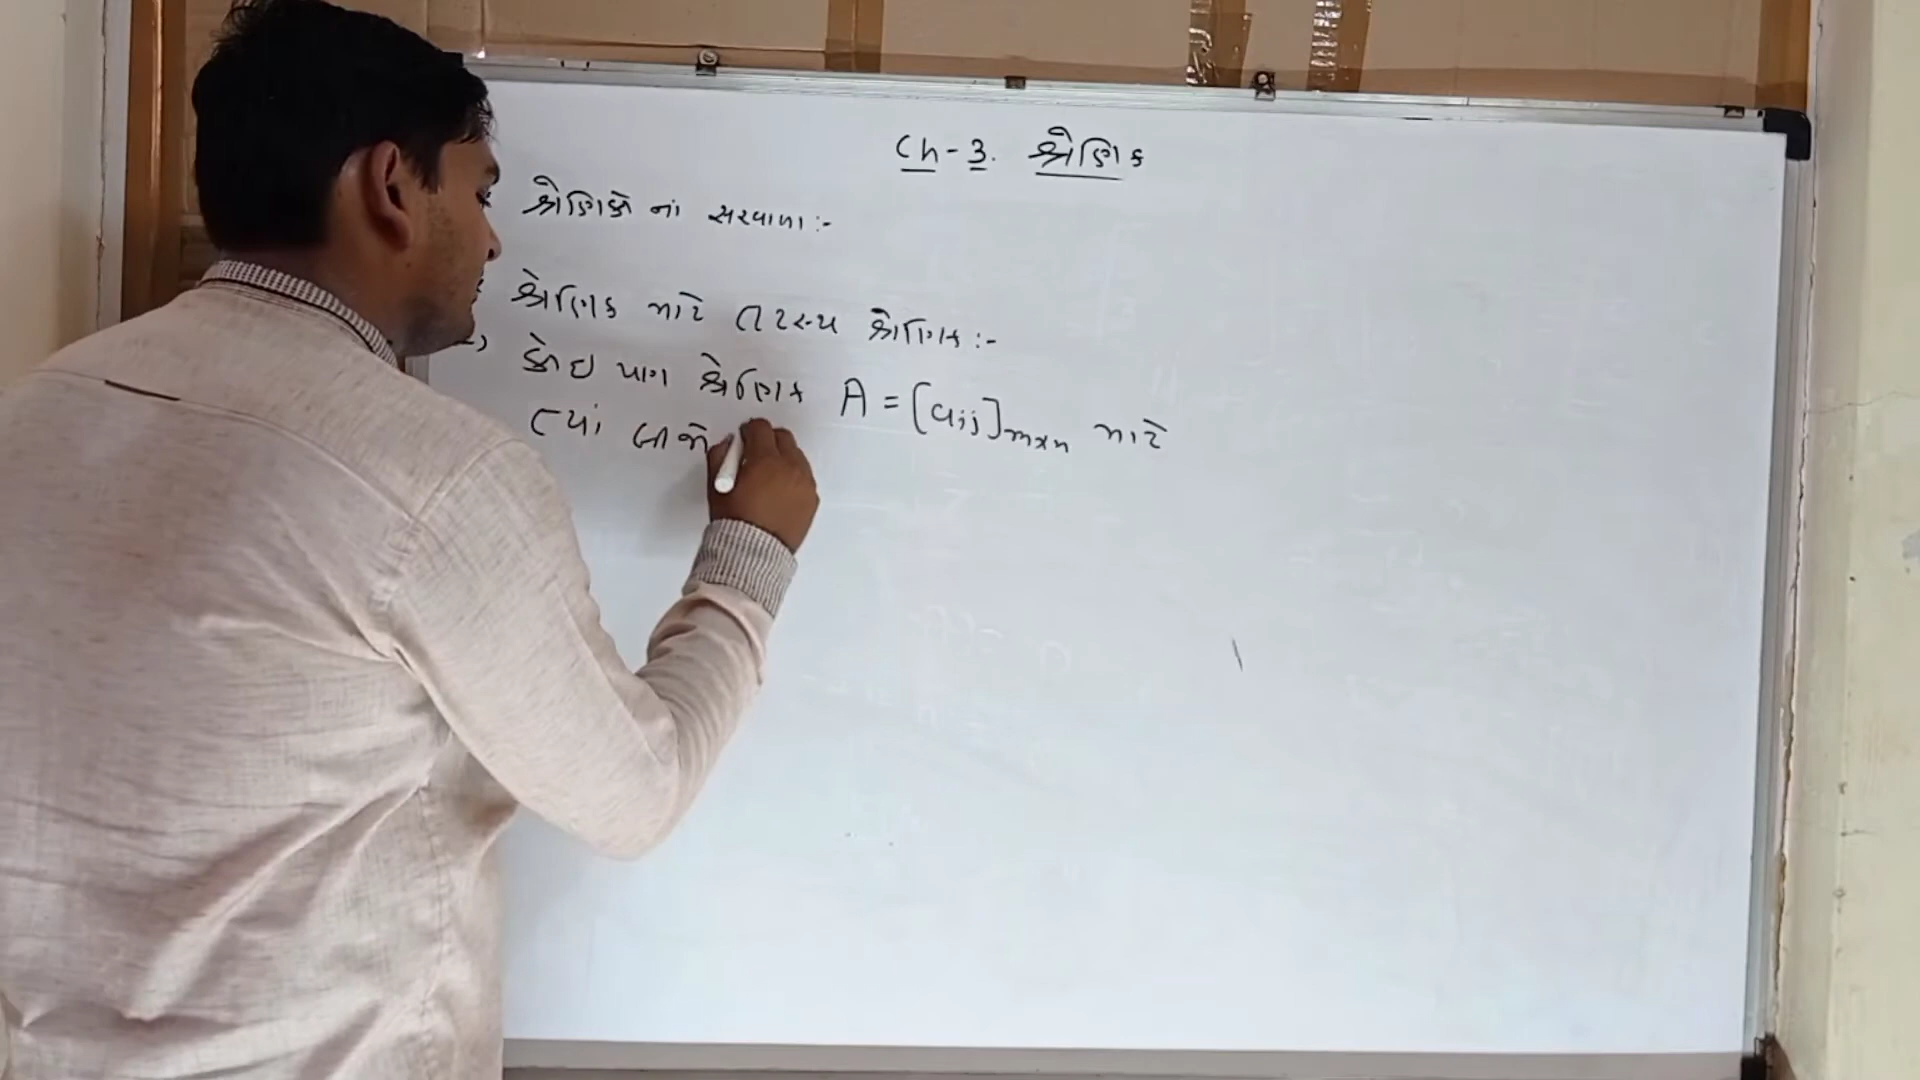 Ch-3. શ્રેણિક
શ્રેણિકો ના સરવાળા :-
શ્રેણિક માટે તટસ્થ શ્રેણિક :-
કોઇ પણ શ્રેણિક A = [aij]m×n માટે
ત્યાં